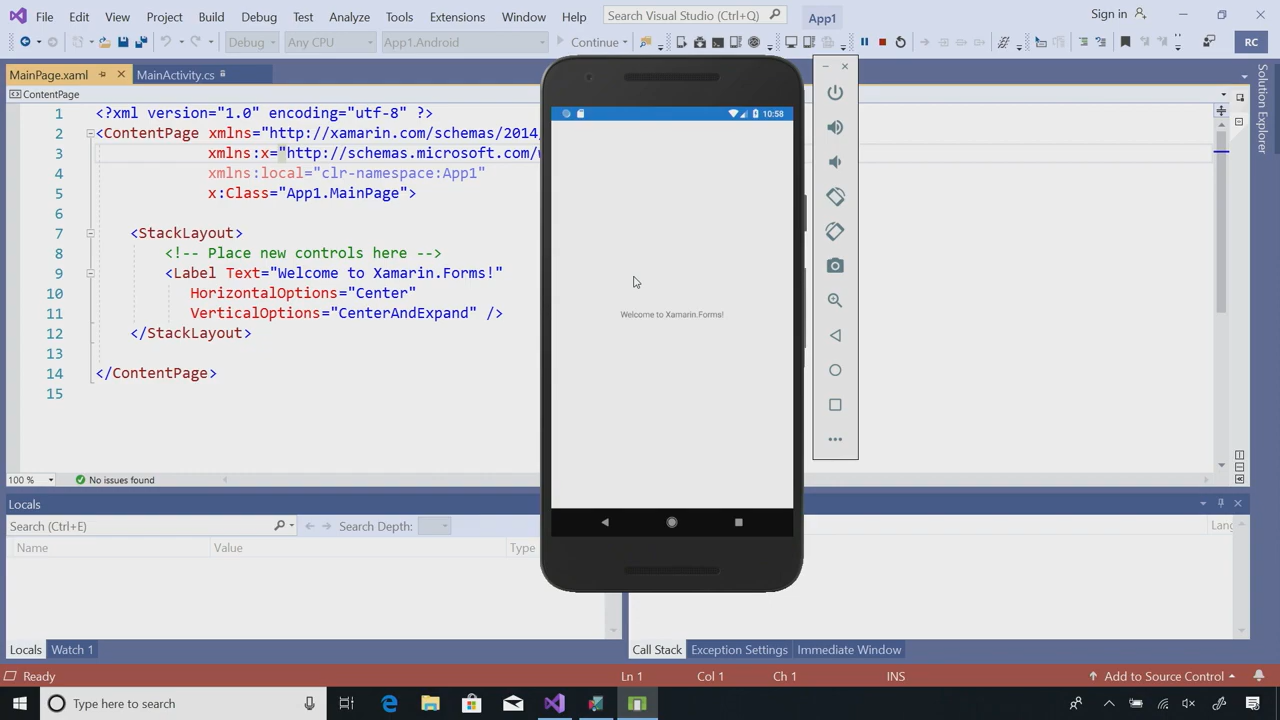 File Edit View Project Build Debug Test Analyze Tools Extensions Window Help Search Visual Studio (Ctrl+Q) App1 Sign in
Debug Any CPU App1.Android Continue RC
MainPage.xaml MainActivity.cs
ContentPage
1 <?xml version="1.0" encoding="utf-8" ?>
2 <ContentPage xmlns="http://xamarin.com/schemas/2014/
3 xmlns:x="http://schemas.microsoft.com/w
4 xmlns:local="clr-namespace:App1"
5 x:Class="App1.MainPage">
6
7 <StackLayout>
8 <!-- Place new controls here -->
9 <Label Text="Welcome to Xamarin.Forms!"
10 HorizontalOptions="Center"
11 VerticalOptions="CenterAndExpand" />
12 </StackLayout>
13
14 </ContentPage>
15
10:58
Welcome to Xamarin.Forms!
Solution Explorer
100 % No issues found
Locals
Search (Ctrl+E) Search Depth:
Name Value Type
Lang
Locals Watch 1 Call Stack Exception Settings Immediate Window
Ready Ln 1 Col 1 Ch 1 INS Add to Source Control
Type here to search